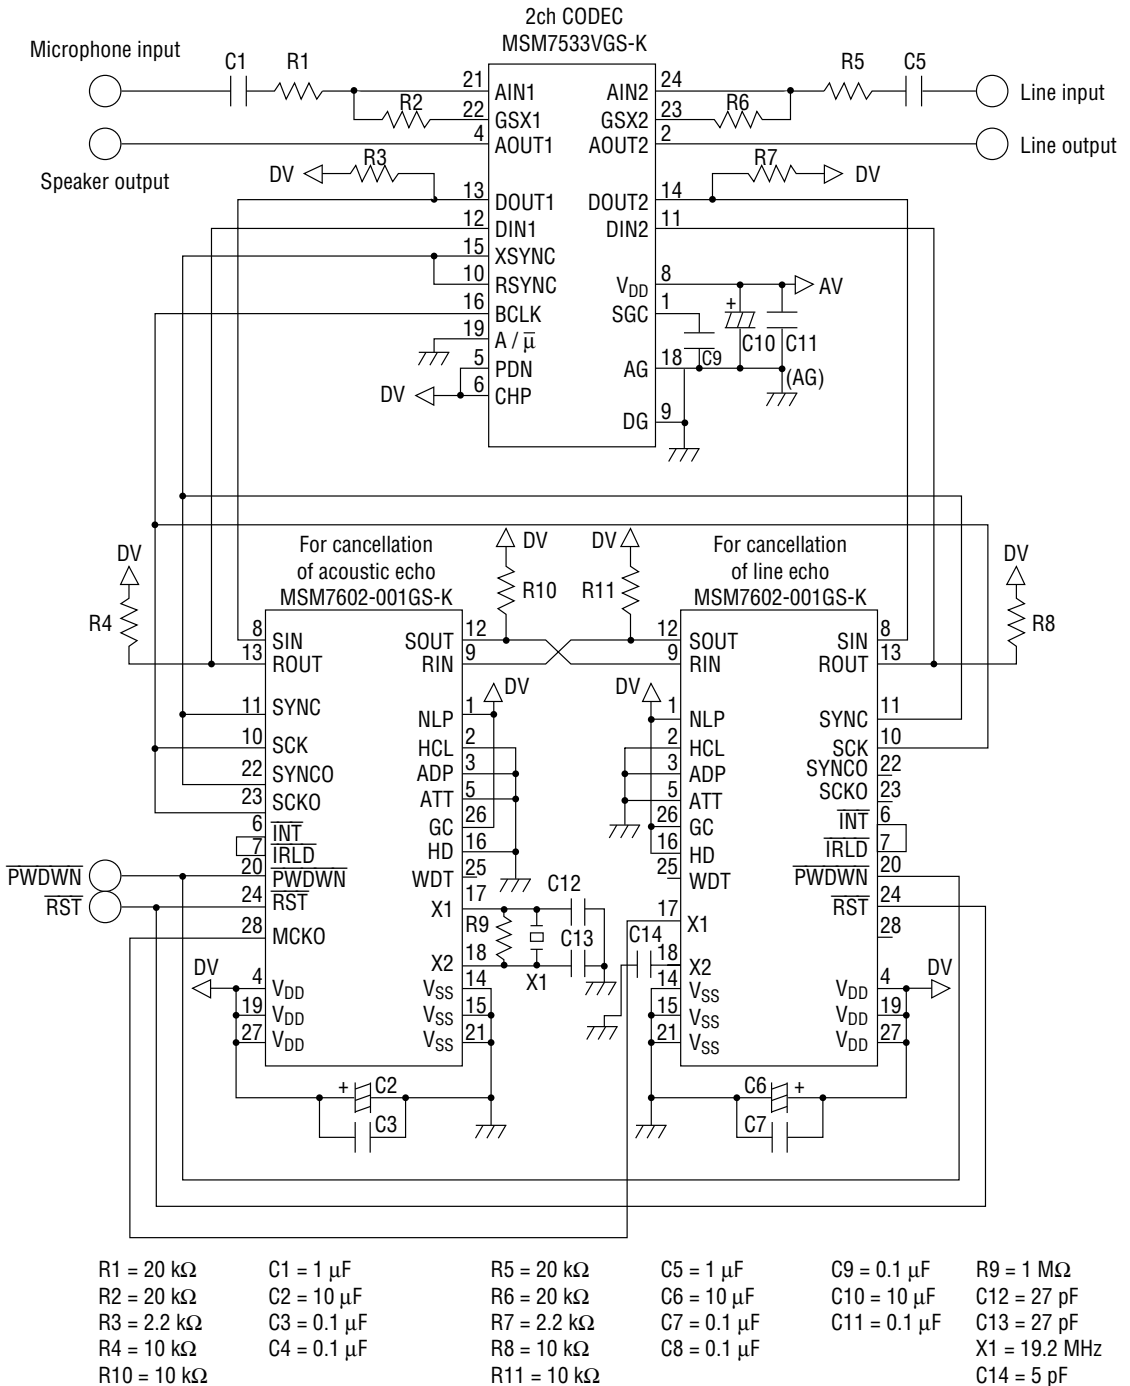 2ch CODEC
MSM7533VGS-K
Microphone input
C1
R1
R2
21
22
4
AIN1
GSX1
AOUT1
AIN2
GSX2
AOUT2
24
23
2
R5
C5
R6
Line input
Line output
Speaker output
DV
R3
R7
DV
13
12
15
10
16
19
5
6
DOUT1
DIN1
XSYNC
RSYNC
BCLK
A / μ̅
PDN
CHP
DV
DOUT2
DIN2
VDD
SGC
AG
DG
14
11
8
1
18
9
AV
+
C10
C11
C9
(AG)
DV
R4
For cancellation
of acoustic echo
MSM7602-001GS-K
DV
R10
DV
R11
For cancellation
of line echo
MSM7602-001GS-K
DV
R8
8 SIN
13 ROUT
11 SYNC
10 SCK
22 SYNCO
23 SCKO
6 I̅N̅T̅
7 I̅R̅L̅D̅
20 P̅W̅D̅W̅N̅
24 R̅S̅T̅
28 MCKO
4 VDD
19 VDD
27 VDD
P̅W̅D̅W̅N̅
R̅S̅T̅
DV
SOUT 12
RIN 9
DV
NLP 1
HCL 2
ADP 3
ATT 5
GC 26
HD 16
WDT 25
X1 17
X2 18
VSS 14
VSS 15
VSS 21
R9
X1
C12
C13
+ C2
C3
12 SOUT
9 RIN
DV
1 NLP
2 HCL
3 ADP
5 ATT
26 GC
16 HD
25 WDT
17 X1
18 X2
14 VSS
15 VSS
21 VSS
C14
SIN 8
ROUT 13
SYNC 11
SCK 10
SYNCO 22
SCKO 23
I̅N̅T̅ 6
I̅R̅L̅D̅ 7
P̅W̅D̅W̅N̅ 20
R̅S̅T̅ 24
28
VDD 4
VDD 19
VDD 27
DV
C6 +
C7
R1 = 20 kΩ C1 = 1 μF R5 = 20 kΩ C5 = 1 μF C9 = 0.1 μF R9 = 1 MΩ
R2 = 20 kΩ C2 = 10 μF R6 = 20 kΩ C6 = 10 μF C10 = 10 μF C12 = 27 pF
R3 = 2.2 kΩ C3 = 0.1 μF R7 = 2.2 kΩ C7 = 0.1 μF C11 = 0.1 μF C13 = 27 pF
R4 = 10 kΩ C4 = 0.1 μF R8 = 10 kΩ C8 = 0.1 μF X1 = 19.2 MHz
R10 = 10 kΩ R11 = 10 kΩ C14 = 5 pF